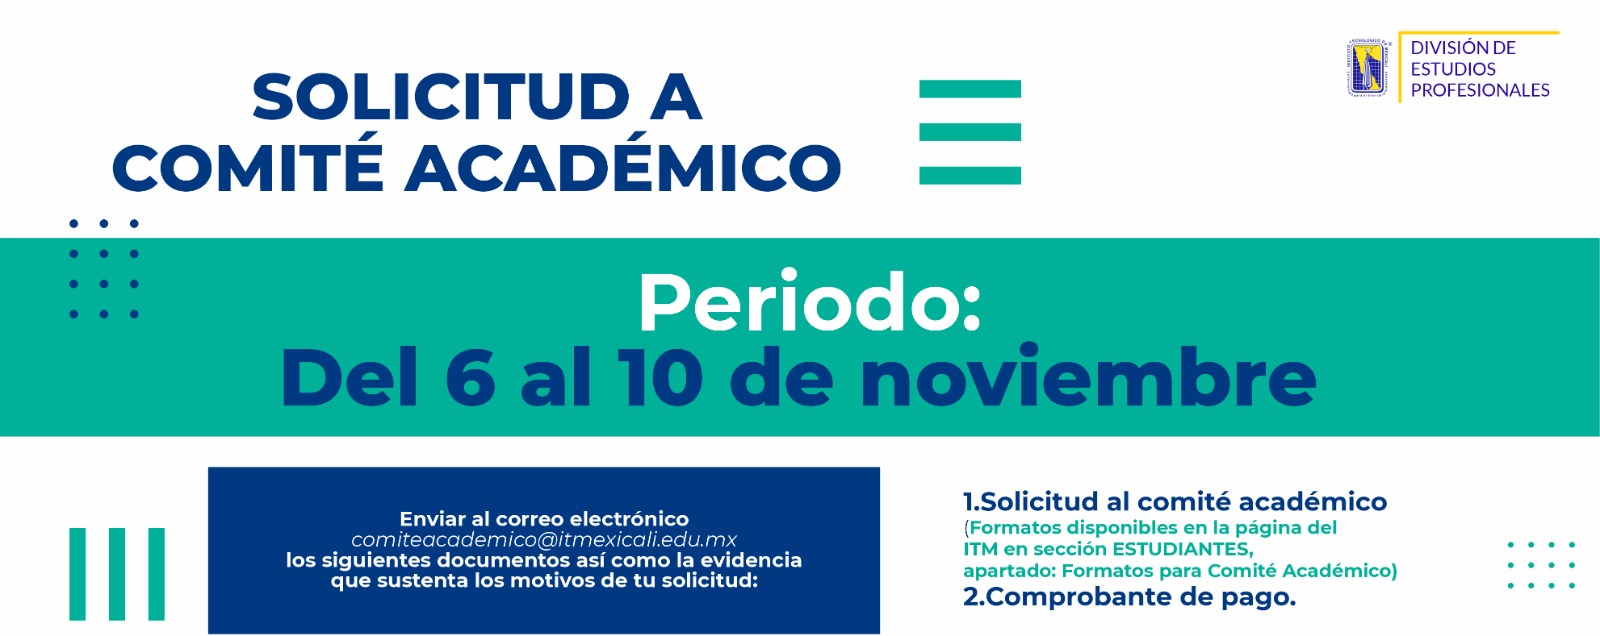 SOLICITUD A
COMITÉ ACADÉMICO
DIVISIÓN DE
ESTUDIOS
PROFESIONALES
Periodo:
Del 6 al 10 de noviembre
Enviar al correo electrónico
comiteacademico@itmexicali.edu.mx
los siguientes documentos así como la evidencia
que sustenta los motivos de tu solicitud:
1.Solicitud al comité académico
(Formatos disponibles en la página del
ITM en sección ESTUDIANTES,
apartado: Formatos para Comité Académico)
2.Comprobante de pago.